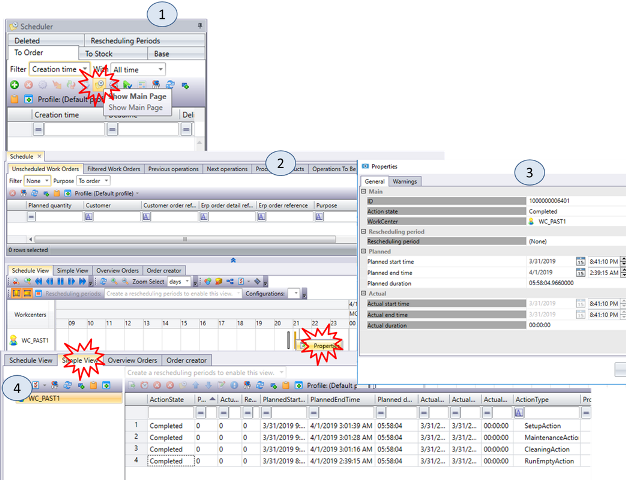 1
Scheduler
Deleted
Rescheduling Periods
To Order
To Stock
Base
Filter
Creation time
All time
Profile: (Default
Show Main Page
Show Main Page
Creation time
Schedule ×
2
Unscheduled Work Orders
Filtered Work Orders
Previous operations
Next operations
Operations To Be
Filter None
Purpose To order
Profile: (Default profile)
Planned quantity
Customer
Customer order ref...
Erp order detail ref...
Erp order reference
Purpose
0 rows selected
Schedule View
Simple View
Overview Orders
Order creator
Zoom Select days
Rescheduling periods
Create a rescheduling periods to enable this view.
Configurations:
Workcenters
09 10 11 12 13 14 15 16 17 18 19 20 21 22 23 00
WC_PAST1
Properties
3
Properties
General
Warnings
Main
ID 1000000006401
Action state Completed
WorkCenter WC_PAST1
Rescheduling period
Rescheduling period (None)
Planned
Planned start time 3/31/2019 15 8:41:10 PM
Planned end time 4/1/2019 15 2:39:15 AM
Planned duration 05:58:04.9660000
Actual
Actual start time 3/31/2019 15 8:41:10 PM
Actual end time 3/31/2019 15 8:41:10 PM
Actual duration 00:00:00
Schedule View
Simple View
Overview Orders
Order creator
4
Create a rescheduling periods to enable this view.
WC_PAST1
Profile: (Default
ActionState P... Actu... Re... PlannedStart... PlannedEndTime Planned d... Actual... Actual... Actual... ActionType
1 Completed 0 0 0 3/31/2019 9:... 4/1/2019 3:01:39 AM 05:58:04 3/31/2... 3/31/2... 00:00:00 SetupAction
2 Completed 0 0 0 3/31/2019 9:... 4/1/2019 3:01:28 AM 05:58:04 3/31/2... 3/31/2... 00:00:00 MaintenanceActio
3 Completed 0 0 0 3/31/2019 9:... 4/1/2019 3:01:16 AM 05:58:04 3/31/2... 3/31/2... 00:00:00 CleaningAction
4 Completed 0 0 0 3/31/2019 8:... 4/1/2019 2:39:15 AM 05:58:04 3/31/2... 3/31/2... 00:00:00 RunEmptyAction